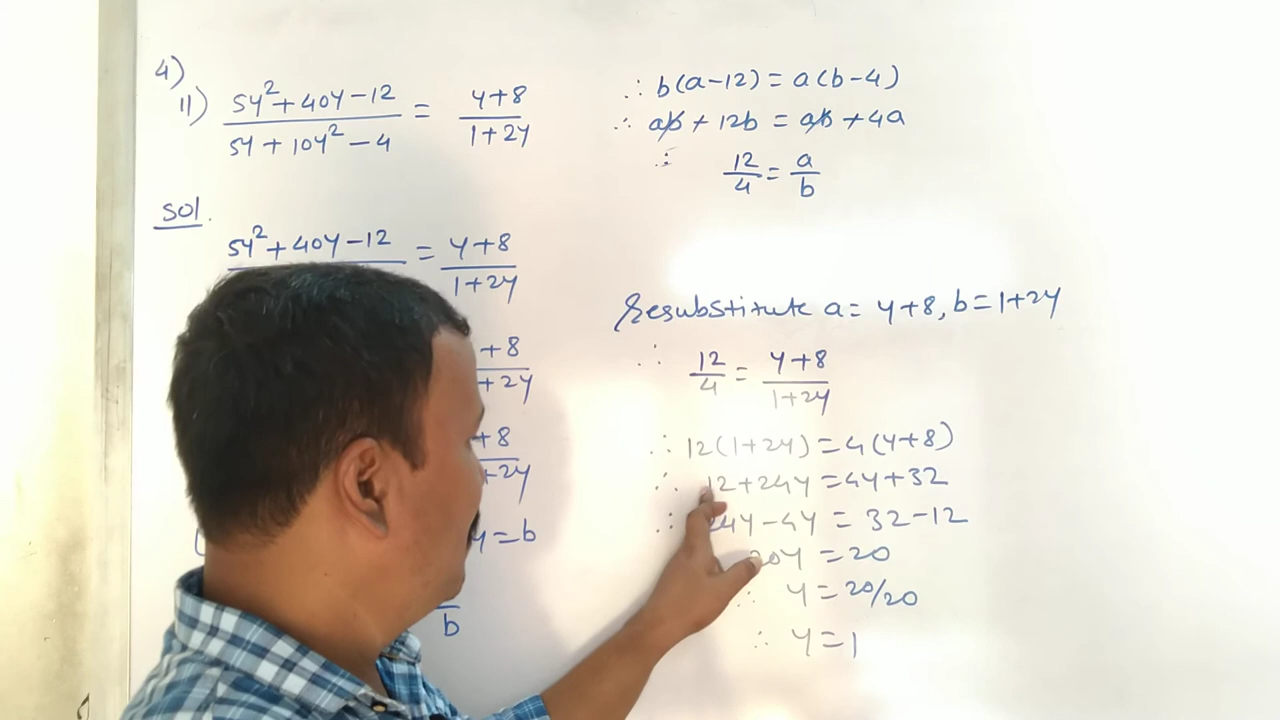 4)
11) (5y²+40y-12)/(5y+10y²-4) = (y+8)/(1+2y)
Sol.
5y²+40y-12 = (y+8)/(1+2y)
+8
+2y
+8
+2y
y=b
b
∴ b(a-12) = a(b-4)
∴ ab + 12b = ab + 4a
∴ 12/4 = a/b
Resubstitute a = y+8, b = 1+2y
∴ 12/4 = (y+8)/(1+2y)
∴ 12(1+2y) = 4(y+8)
∴ 12+24y = 4y+32
∴ 24y-4y = 32-12
20y = 20
∴ y = 20/20
∴ y = 1